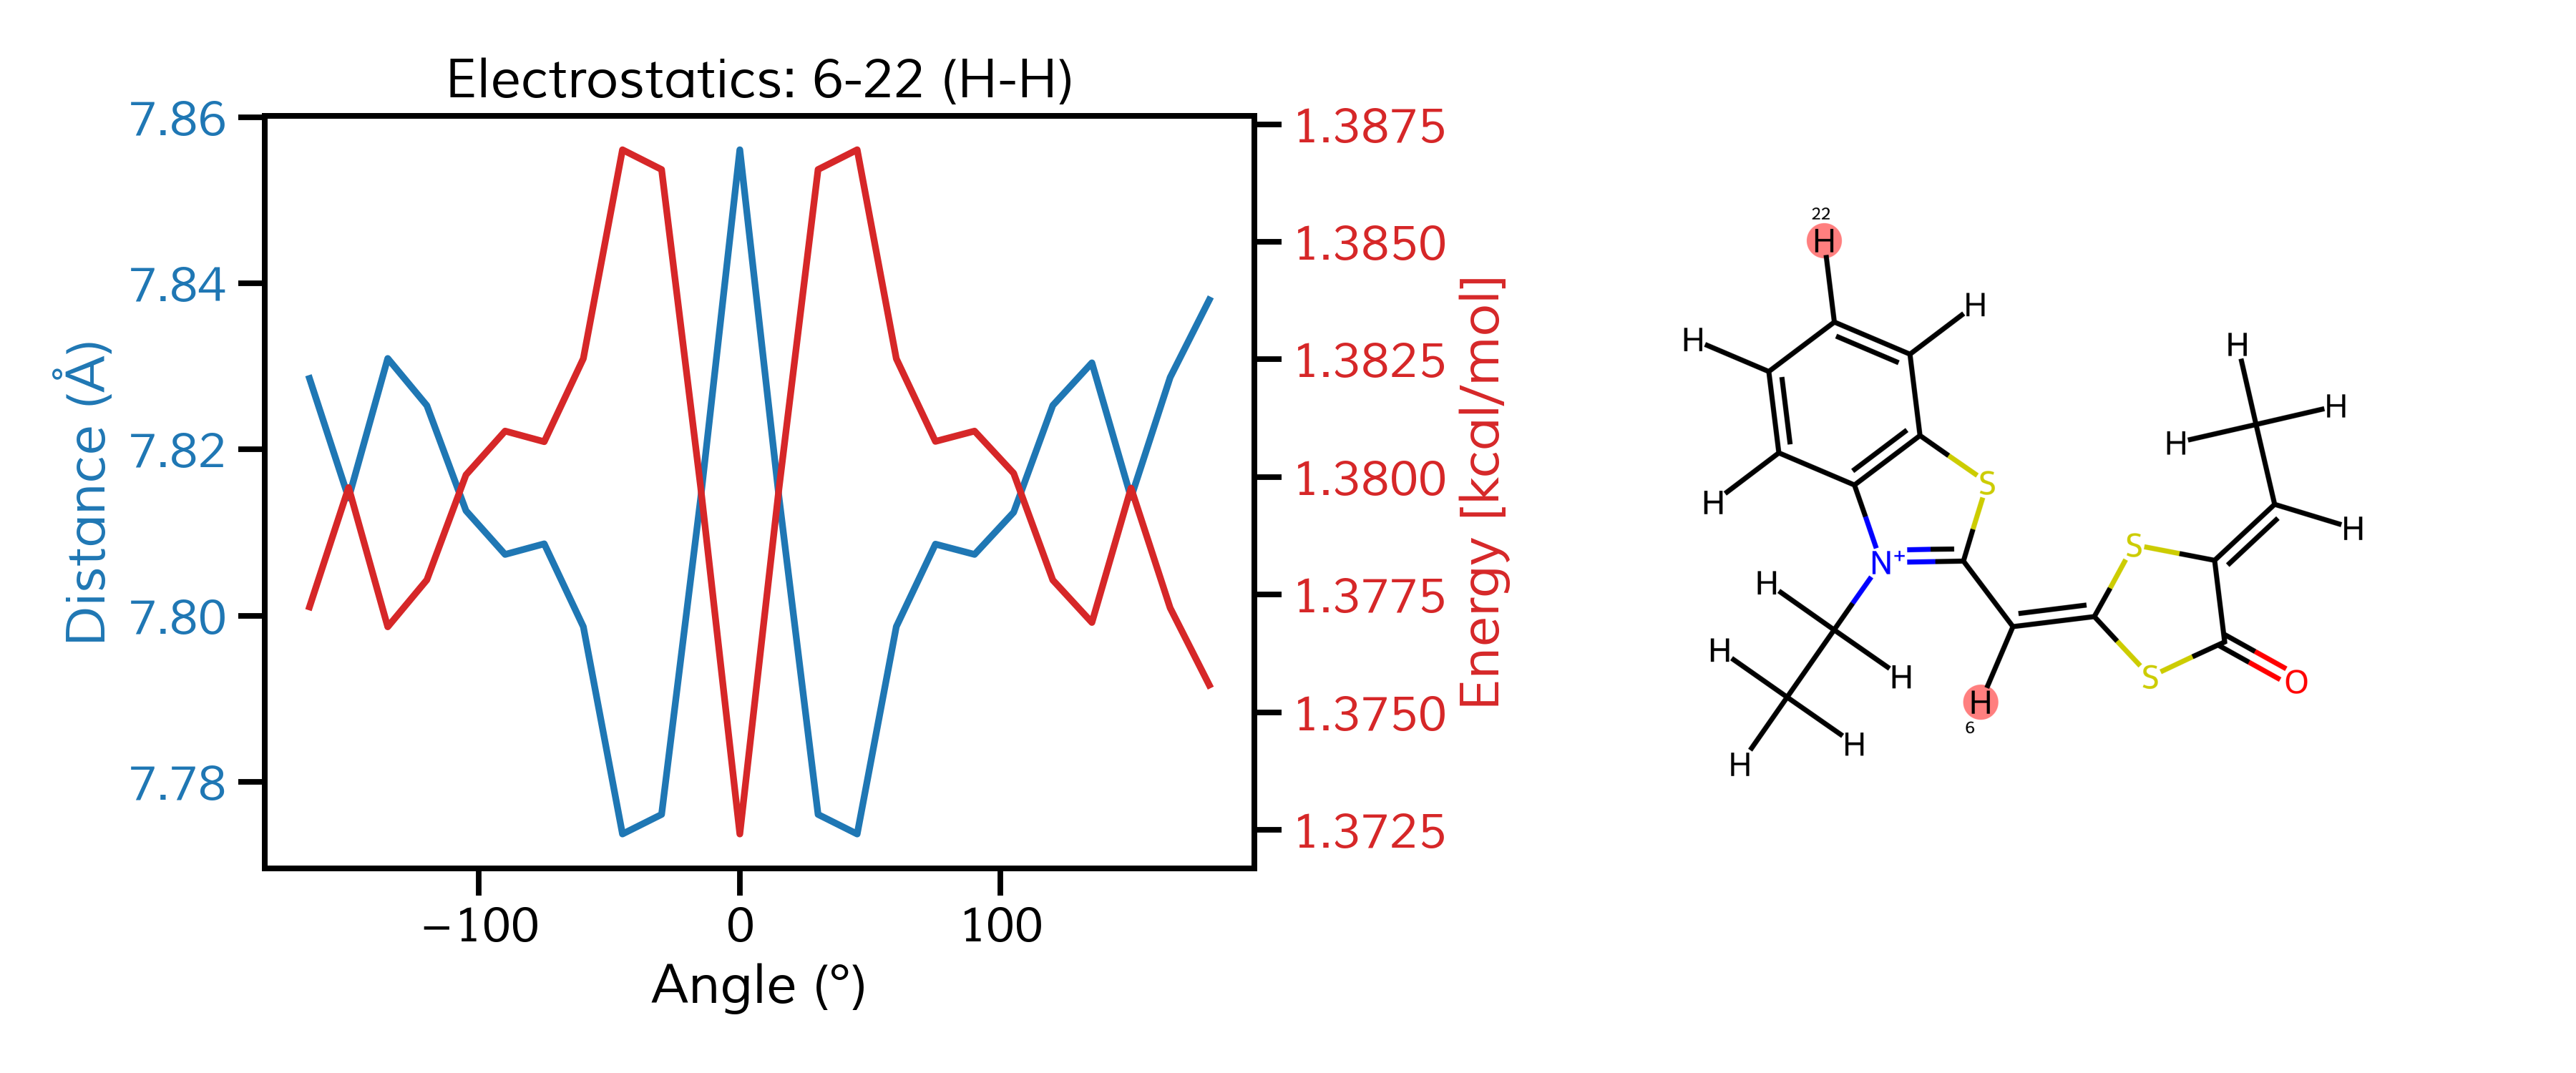 Electrostatics: 6-22 (H-H)
7.86
7.84
7.82
7.80
7.78
Distance (Å)
1.3875
1.3850
1.3825
1.3800
1.3775
1.3750
1.3725
Energy [kcal/mol]
−100 0 100
Angle (°)
22
H
H
H
H
H
H
H
S
H
H
S
N⁺
H
H
H
S
O
H
6
H
H